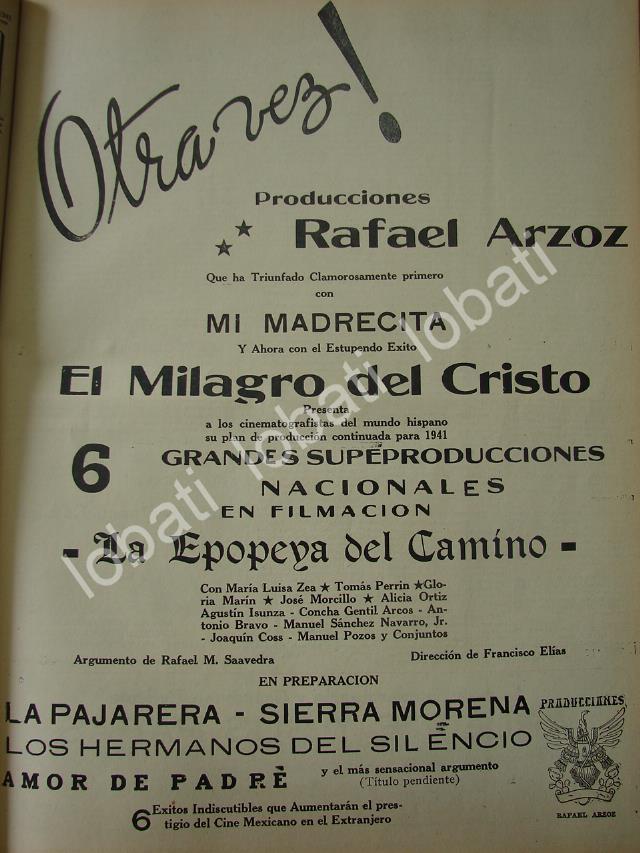 Otra vez!
Producciones
Rafael Arzoz
Que ha Triunfado Clamorosamente primero
con
MI MADRECITA
Y Ahora con el Estupendo Exito
El Milagro del Cristo
Presenta
a los cinematografistas del mundo hispano
su plan de producción continuada para 1941
6 GRANDES SUPEPRODUCCIONES
NACIONALES
EN FILMACION
- La Epopeya del Camino -
Con María Luisa Zea ★ Tomás Perrin ★ Glo-
ria Marín ★ José Morcillo ★ Alicia Ortiz
Agustín Isunza - Concha Gentil Arcos - An-
tonio Bravo - Manuel Sánchez Navarro, Jr.
- Joaquín Coss - Manuel Pozos y Conjuntos
Argumento de Rafael M. Saavedra
Dirección de Francisco Elías
EN PREPARACION
LA PAJARERA - SIERRA MORENA
LOS HERMANOS DEL SILENCIO
AMOR DE PADRE
y el más sensacional argumento
(Título pendiente)
6 Exitos Indiscutibles que Aumentarán el pres-
tigio del Cine Mexicano en el Extranjero
PRODUCCIONES
RAFAEL ARZOZ
lobati lobati lobati lobati